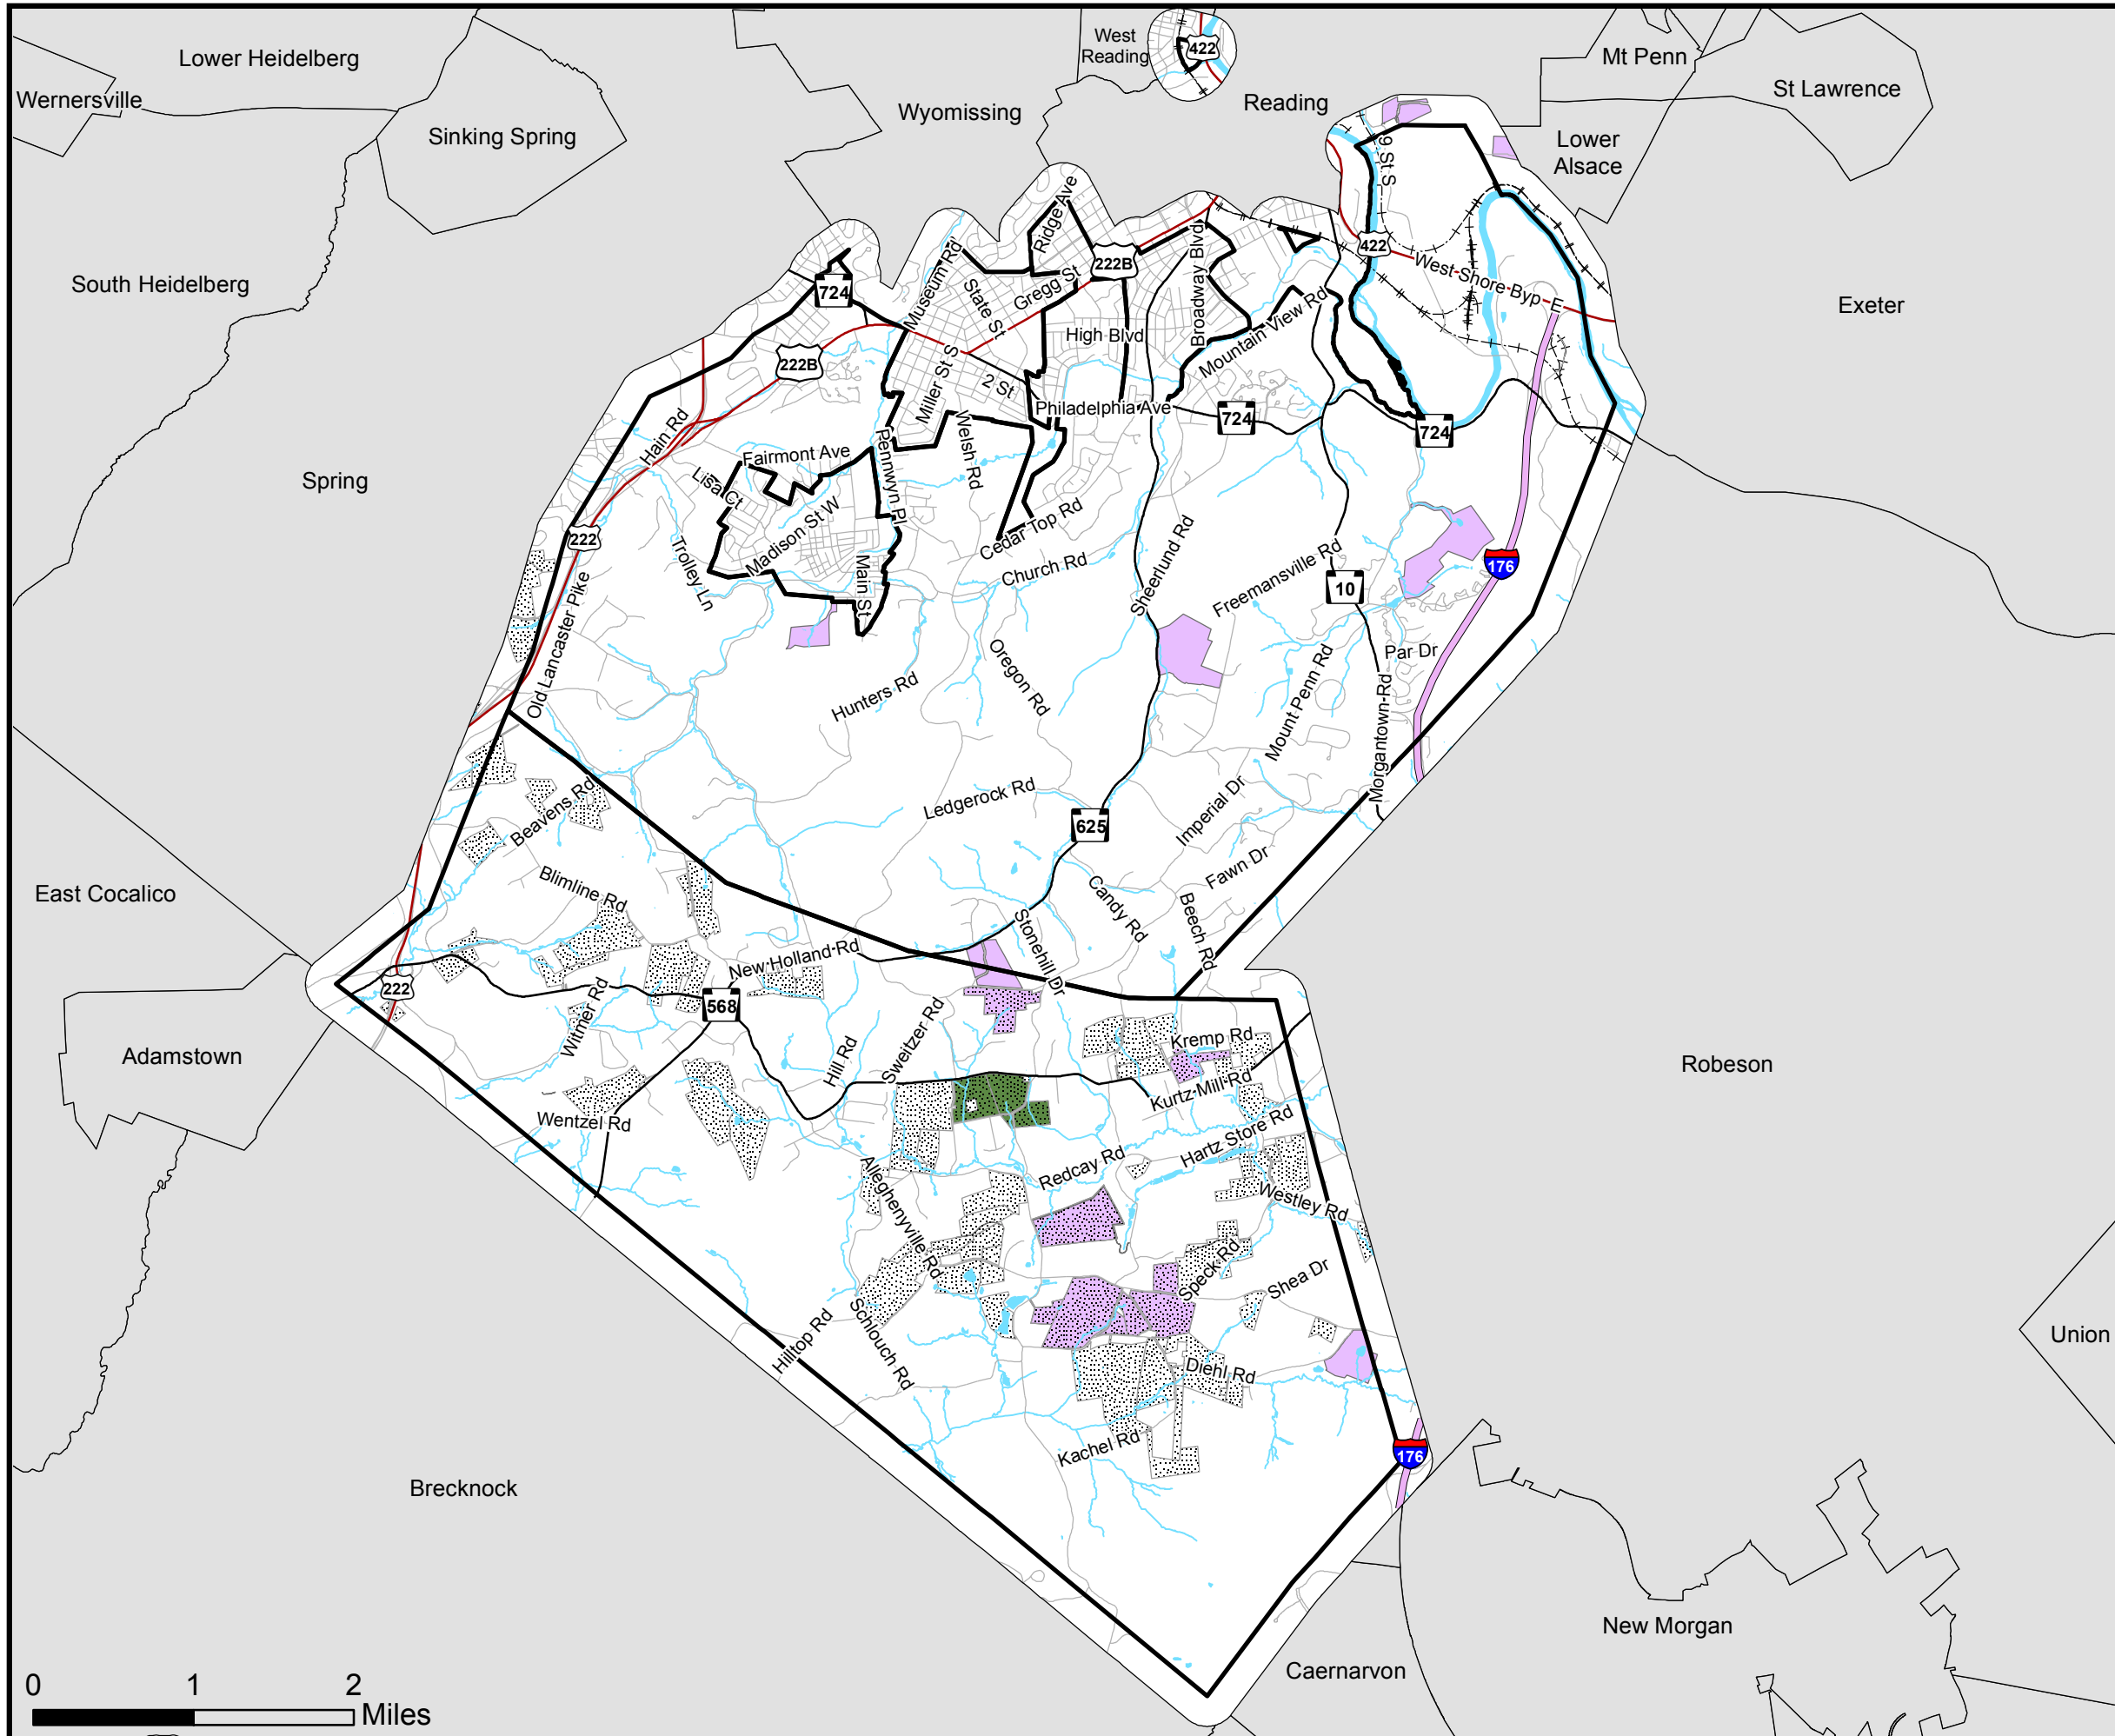 Lower Heidelberg
Wernersville
Sinking Spring
Wyomissing
West
Reading
422
Reading
Mt Penn
St Lawrence
Lower
Alsace
South Heidelberg
Exeter
9 St S
Ridge Ave
Museum Rd
State St
Gregg St
222B
Broadway Blvd
422
West Shore Byp E
724
222B
High Blvd
Mountain View Rd
Miller St S
2 St
Philadelphia Ave
724
724
Hain Rd
Fairmont Ave
Lisa Ct
Pennwyn Pl
Welsh Rd
Spring
Madison St W
Cedar Top Rd
222
Trolley Ln
Main St
Church Rd
Sheerlund Rd
Freemansville Rd
10
176
Old Lancaster Pike
Hunters Rd
Oregon Rd
Mount Penn Rd
Par Dr
Morgantown Rd
Beavens Rd
Ledgerock Rd
625
Imperial Dr
Fawn Dr
East Cocalico
Blimline Rd
Candy Rd
Beech Rd
Stonehill Dr
New Holland Rd
222
568
Witmer Rd
Hill Rd
Sweitzer Rd
Kremp Rd
Adamstown
Robeson
Kurtz Mill Rd
Wentzel Rd
Hartz Store Rd
Redcay Rd
Alleghenyville Rd
Westley Rd
Speck Rd
Shea Dr
Hilltop Rd
Schlouch Rd
Diehl Rd
Union
Kachel Rd
176
Brecknock
New Morgan
Caernarvon
0 1 2
Miles